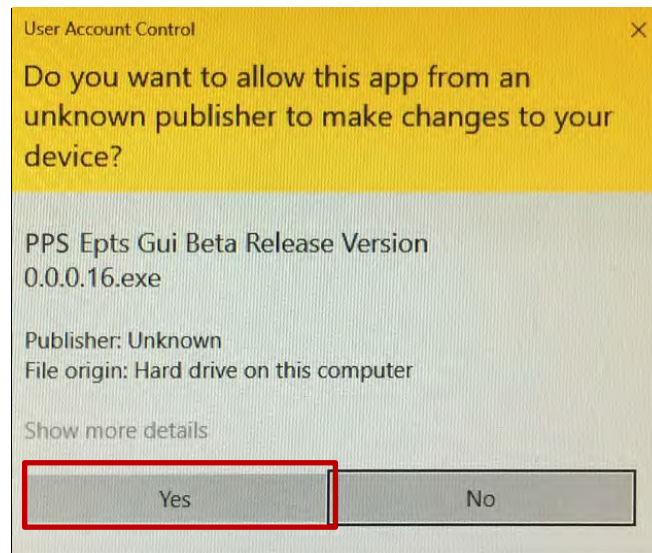 User Account Control
Do you want to allow this app from an
unknown publisher to make changes to your
device?
PPS Epts Gui Beta Release Version
0.0.0.16.exe
Publisher: Unknown
File origin: Hard drive on this computer
Show more details
Yes
No